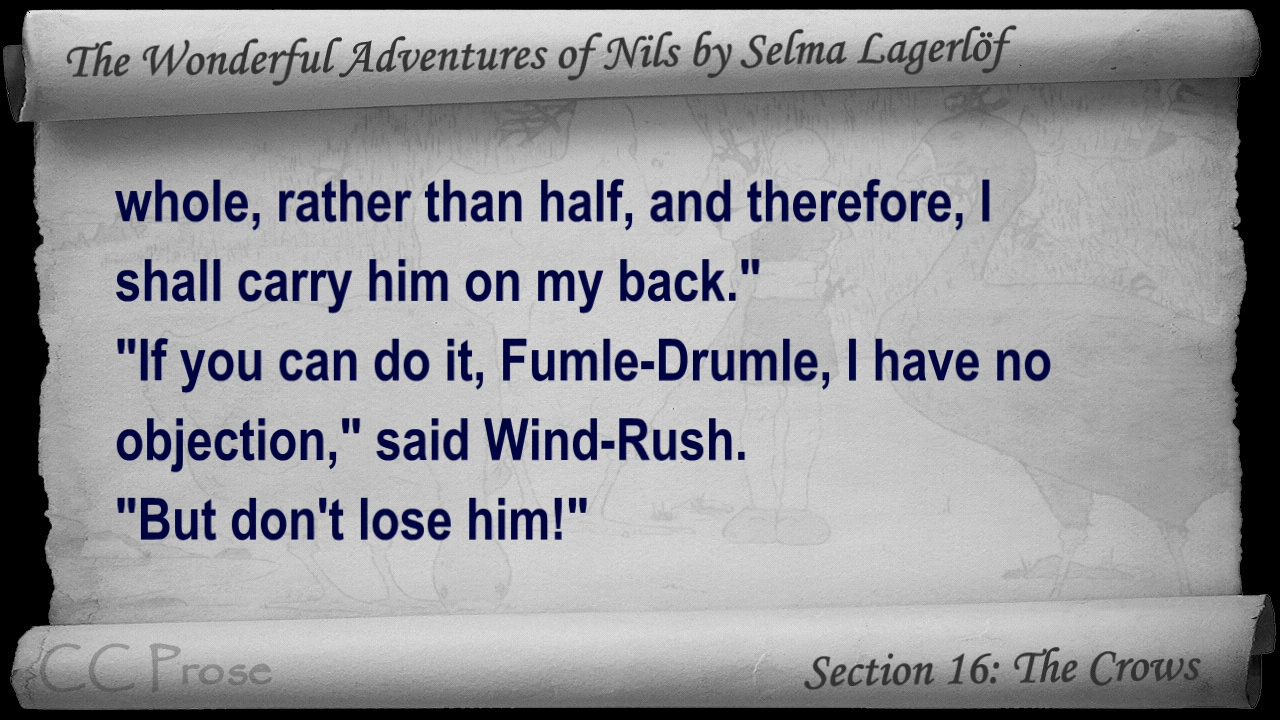 The Wonderful Adventures of Nils by Selma Lagerlöf
whole, rather than half, and therefore, I
shall carry him on my back."
"If you can do it, Fumle-Drumle, I have no
objection," said Wind-Rush.
"But don't lose him!"
CC Prose
Section 16: The Crows